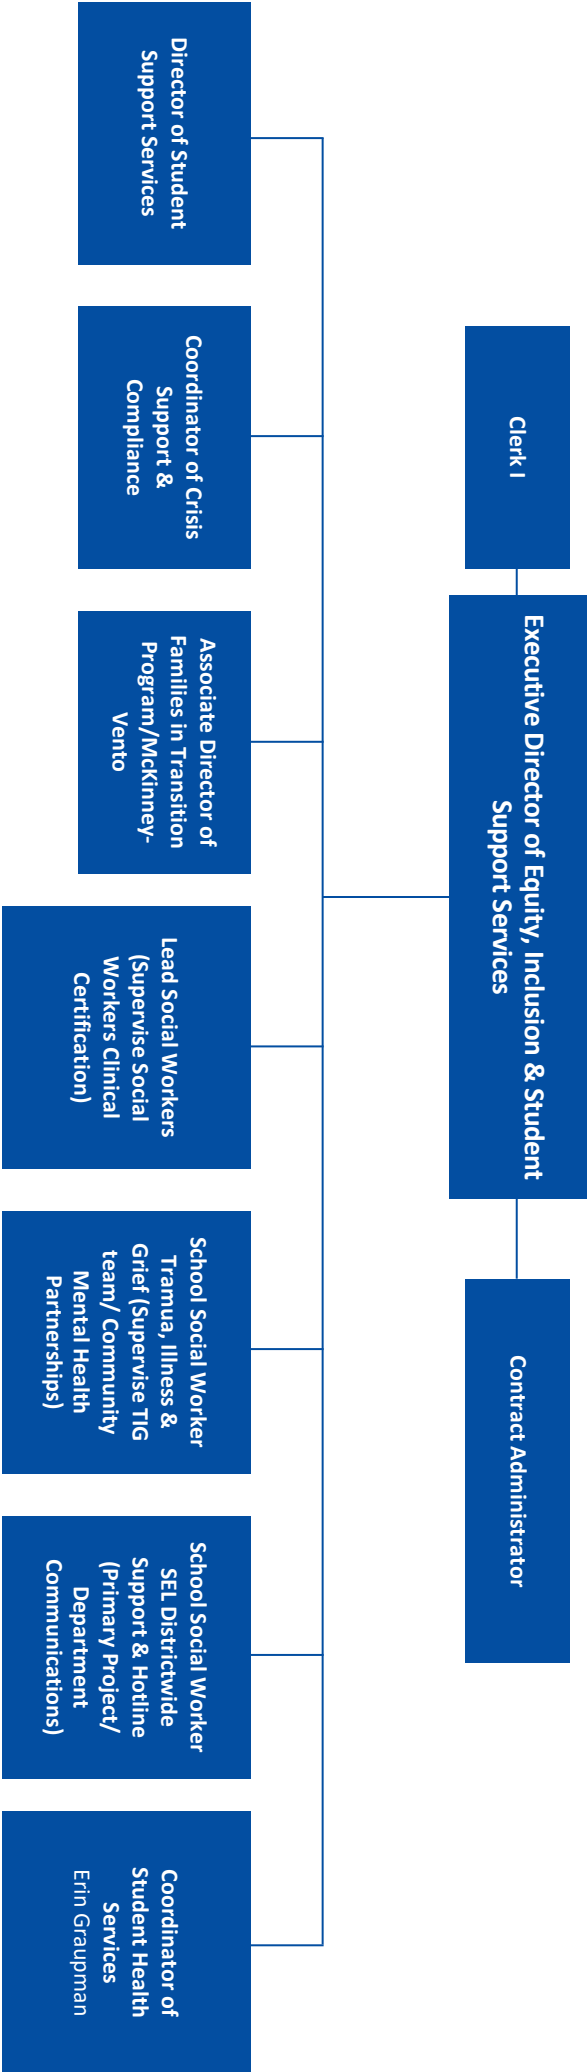 Clerk I
Executive Director of Equity, Inclusion & Student
Support Services
Contract Administrator
Director of Student
Support Services
Coordinator of Crisis
Support &
Compliance
Associate Director of
Families in Transition
Program/McKinney-
Vento
Lead Social Workers
(Supervise Social
Workers Clinical
Certification)
School Social Worker
Tramua, Illness &
Grief (Supervise TIG
team/ Community
Mental Health
Partnerships)
School Social Worker
SEL Districtwide
Support & Hotline
(Primary Project/
Department
Communications)
Coordinator of
Student Health
Services
Erin Graupman